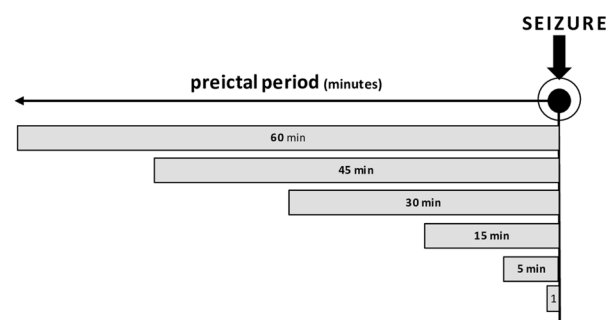 SEIZURE
preictal period (minutes)
60 min
45 min
30 min
15 min
5 min
1